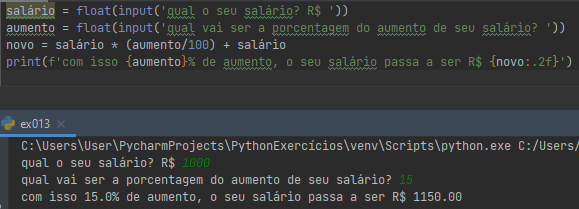 salário = float(input('qual o seu salário? R$ '))
aumento = float(input('qual vai ser a porcentagem do aumento de seu salário? '))
novo = salário * (aumento/100) + salário
print(f'com isso {aumento}% de aumento, o seu salário passa a ser R$ {novo:.2f}')
ex013 ×
C:\Users\User\PycharmProjects\PythonExercícios\venv\Scripts\python.exe C:/Users/
qual o seu salário? R$ 1000
qual vai ser a porcentagem do aumento de seu salário? 15
com isso 15.0% de aumento, o seu salário passa a ser R$ 1150.00